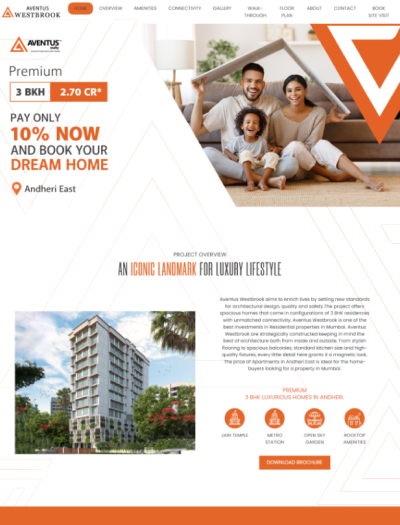 AVENTUS
WESTBROOK
HOME
OVERVIEW
AMENITIES
CONNECTIVITY
GALLERY
WALK-
THROUGH
FLOOR
PLAN
ABOUT
CONTACT
BOOK
SITE VISIT
AVENTUS
Premium
3 BKH
2.70 CR*
PAY ONLY
10% NOW
AND BOOK YOUR
DREAM HOME
Andheri East
PROJECT OVERVIEW
AN ICONIC LANDMARK FOR LUXURY LIFESTYLE
Aventus Westbrook aims to enrich lives by setting new standards
for architectural design, quality and safety.The project offers
spacious homes that come in configurations of 3 BHK residences
with unmatched connectivity. Aventus Westbrook is one of the
best investments in Residential properties in Mumbai. Aventus
Westbrook are strategically constructed keeping in mind the
best of architecture both from inside and outside. From stylish
flooring to spacious balconies, standard kitchen size and high-
quality fixtures, every little detail here grants it a magnetic look.
The price of Apartments in Andheri East is ideal for the home-
buyers looking for a property in Mumbai.
PREMIUM
3 BHK LUXURIOUS HOMES IN ANDHERI.
JAIN TEMPLE
METRO
STATION
OPEN SKY
GARDEN
ROOFTOP
AMENITIES
DOWNLOAD BROCHURE